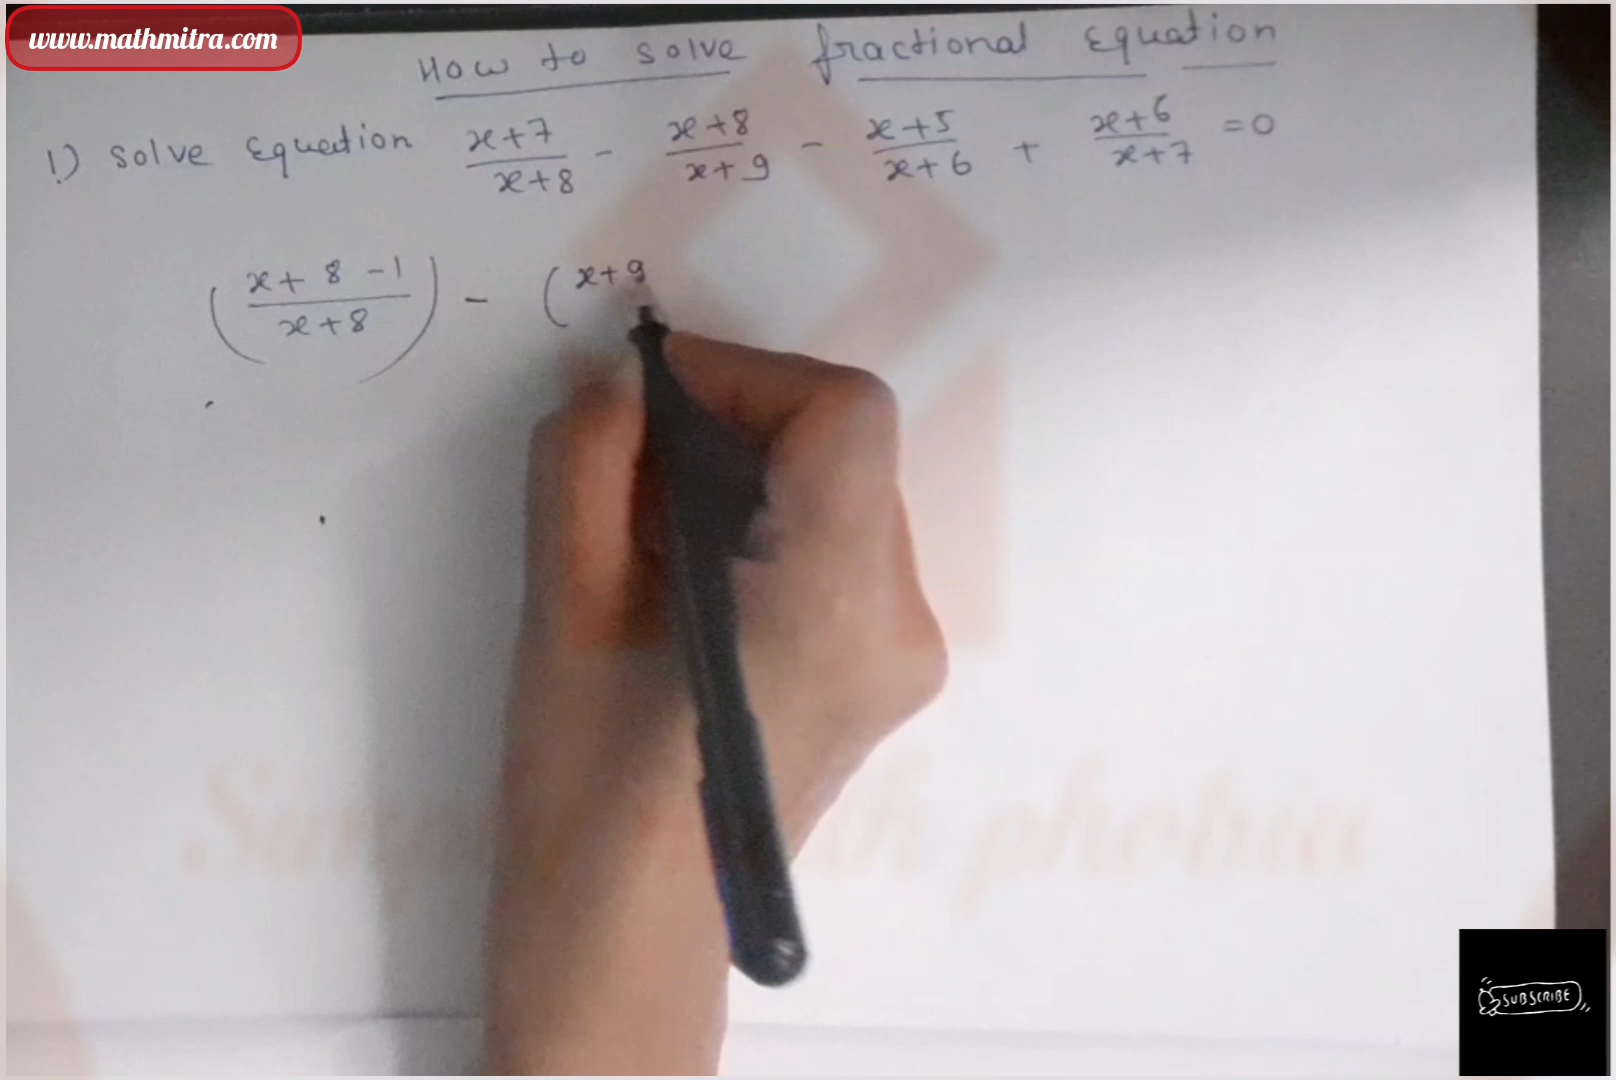 www.mathmitra.com
How to solve fractional Equation
1.) Solve Equation x+7/x+8 - x+8/x+9 - x+5/x+6 + x+6/x+7 =0
(x+8-1/x+8) - (x+9
SUBSCRIBE